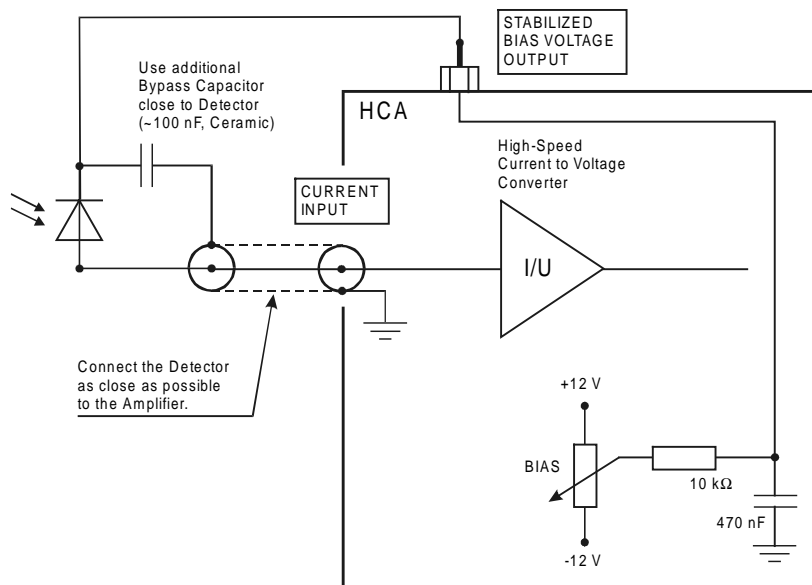 STABILIZED
BIAS VOLTAGE
OUTPUT
Use additional
Bypass Capacitor
close to Detector
(~100 nF, Ceramic)
HCA
High-Speed
Current to Voltage
Converter
CURRENT
INPUT
I/U
Connect the Detector
as close as possible
to the Amplifier.
+12 V
BIAS
10 kΩ
470 nF
-12 V